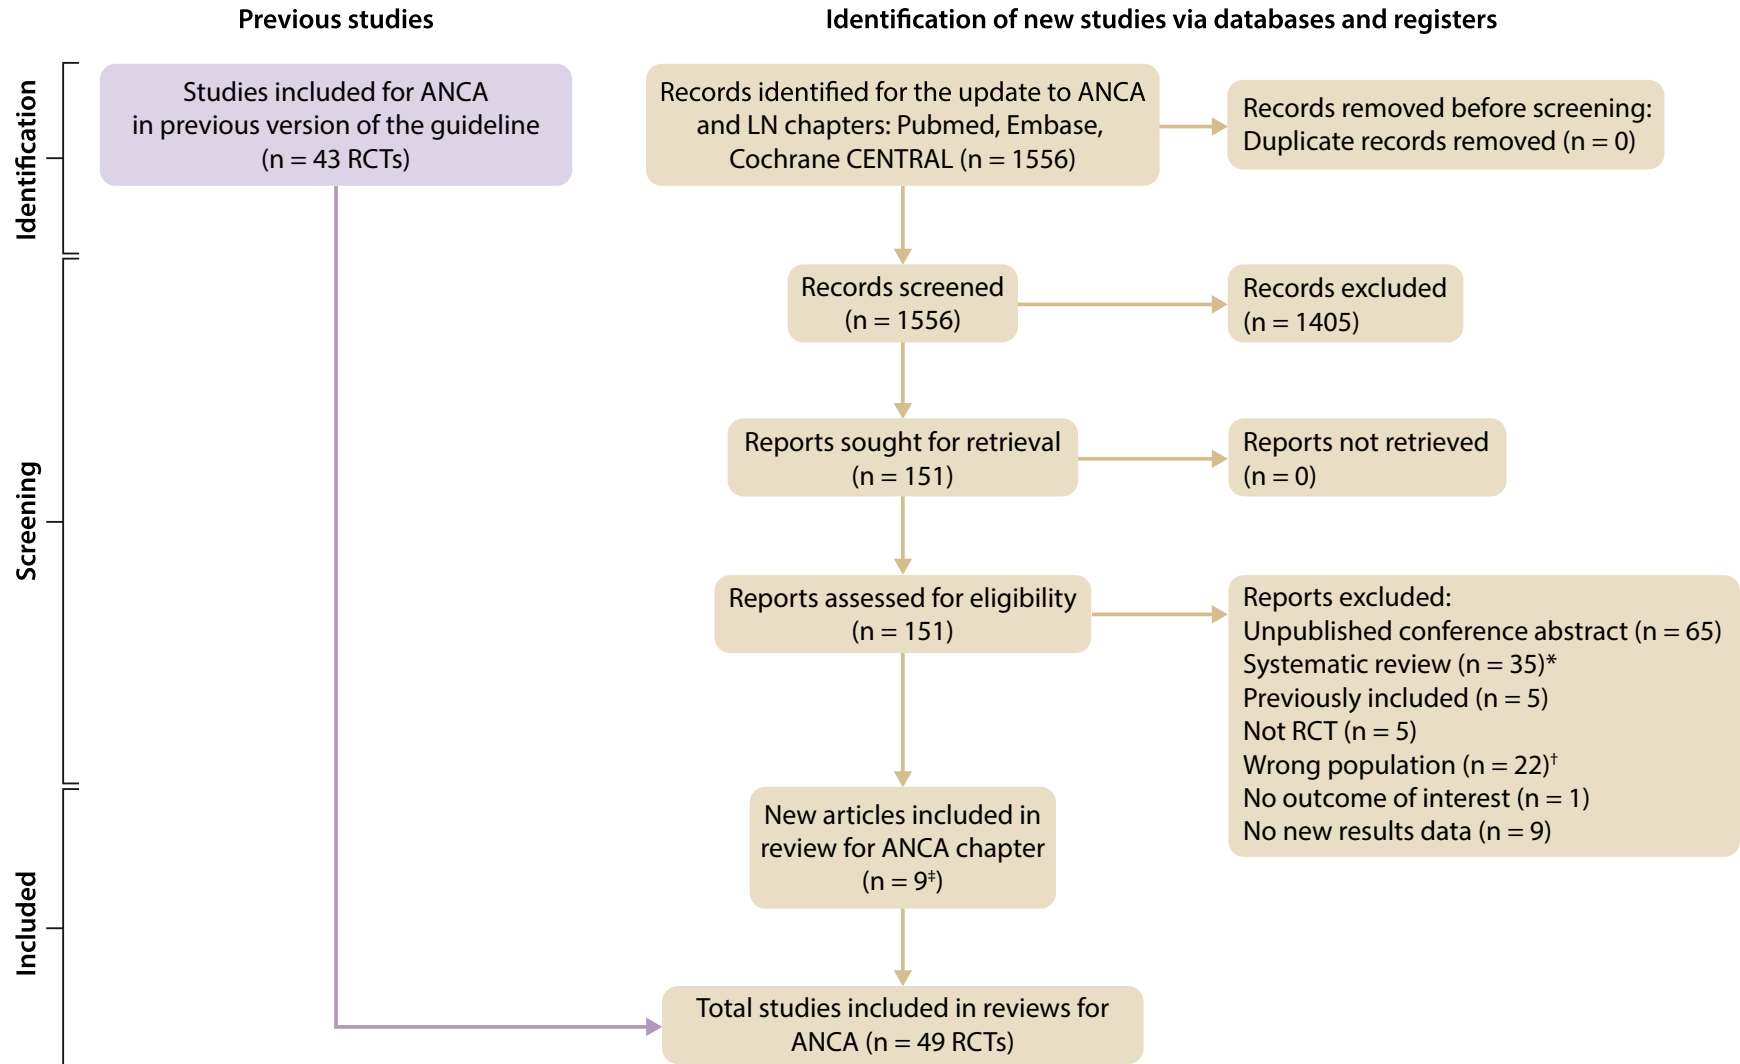 Previous studies
Identification of new studies via databases and registers
Identification
Studies included for ANCA
in previous version of the guideline
(n = 43 RCTs)
Records identified for the update to ANCA
and LN chapters: Pubmed, Embase,
Cochrane CENTRAL (n = 1556)
Records removed before screening:
Duplicate records removed (n = 0)
Screening
Records screened
(n = 1556)
Records excluded
(n = 1405)
Reports sought for retrieval
(n = 151)
Reports not retrieved
(n = 0)
Reports assessed for eligibility
(n = 151)
Reports excluded:
Unpublished conference abstract (n = 65)
Systematic review (n = 35)*
Previously included (n = 5)
Not RCT (n = 5)
Wrong population (n = 22)†
No outcome of interest (n = 1)
No new results data (n = 9)
Included
New articles included in
review for ANCA chapter
(n = 9‡)
Total studies included in reviews for
ANCA (n = 49 RCTs)